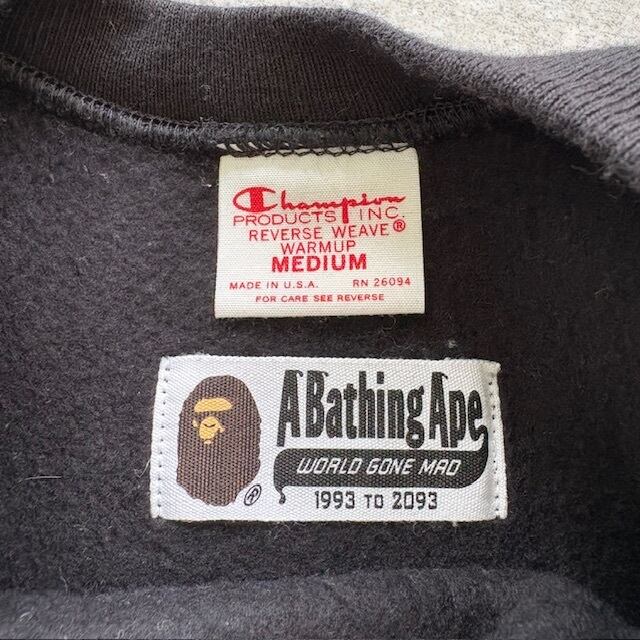 Champion
PRODUCTS INC.
REVERSE WEAVE®
WARMUP
MEDIUM
MADE IN U.S.A. RN 26094
FOR CARE SEE REVERSE
A Bathing Ape
WORLD GONE MAD
®
1993 TO 2093